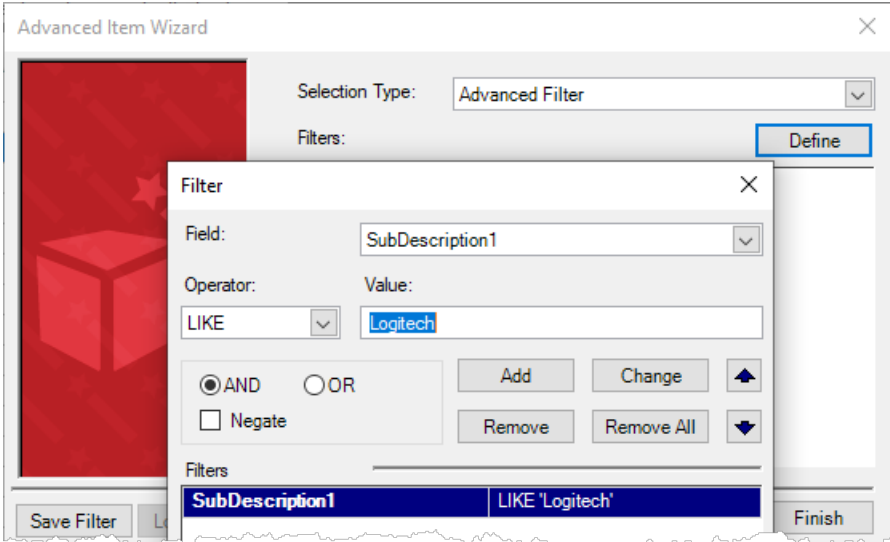 Advanced Item Wizard
Selection Type: Advanced Filter
Filters: Define
Filter
Field: SubDescription1
Operator: Value:
LIKE Logitech
AND OR Add Change
Negate Remove Remove All
Filters
SubDescription1 LIKE 'Logitech'
Save Filter Finish